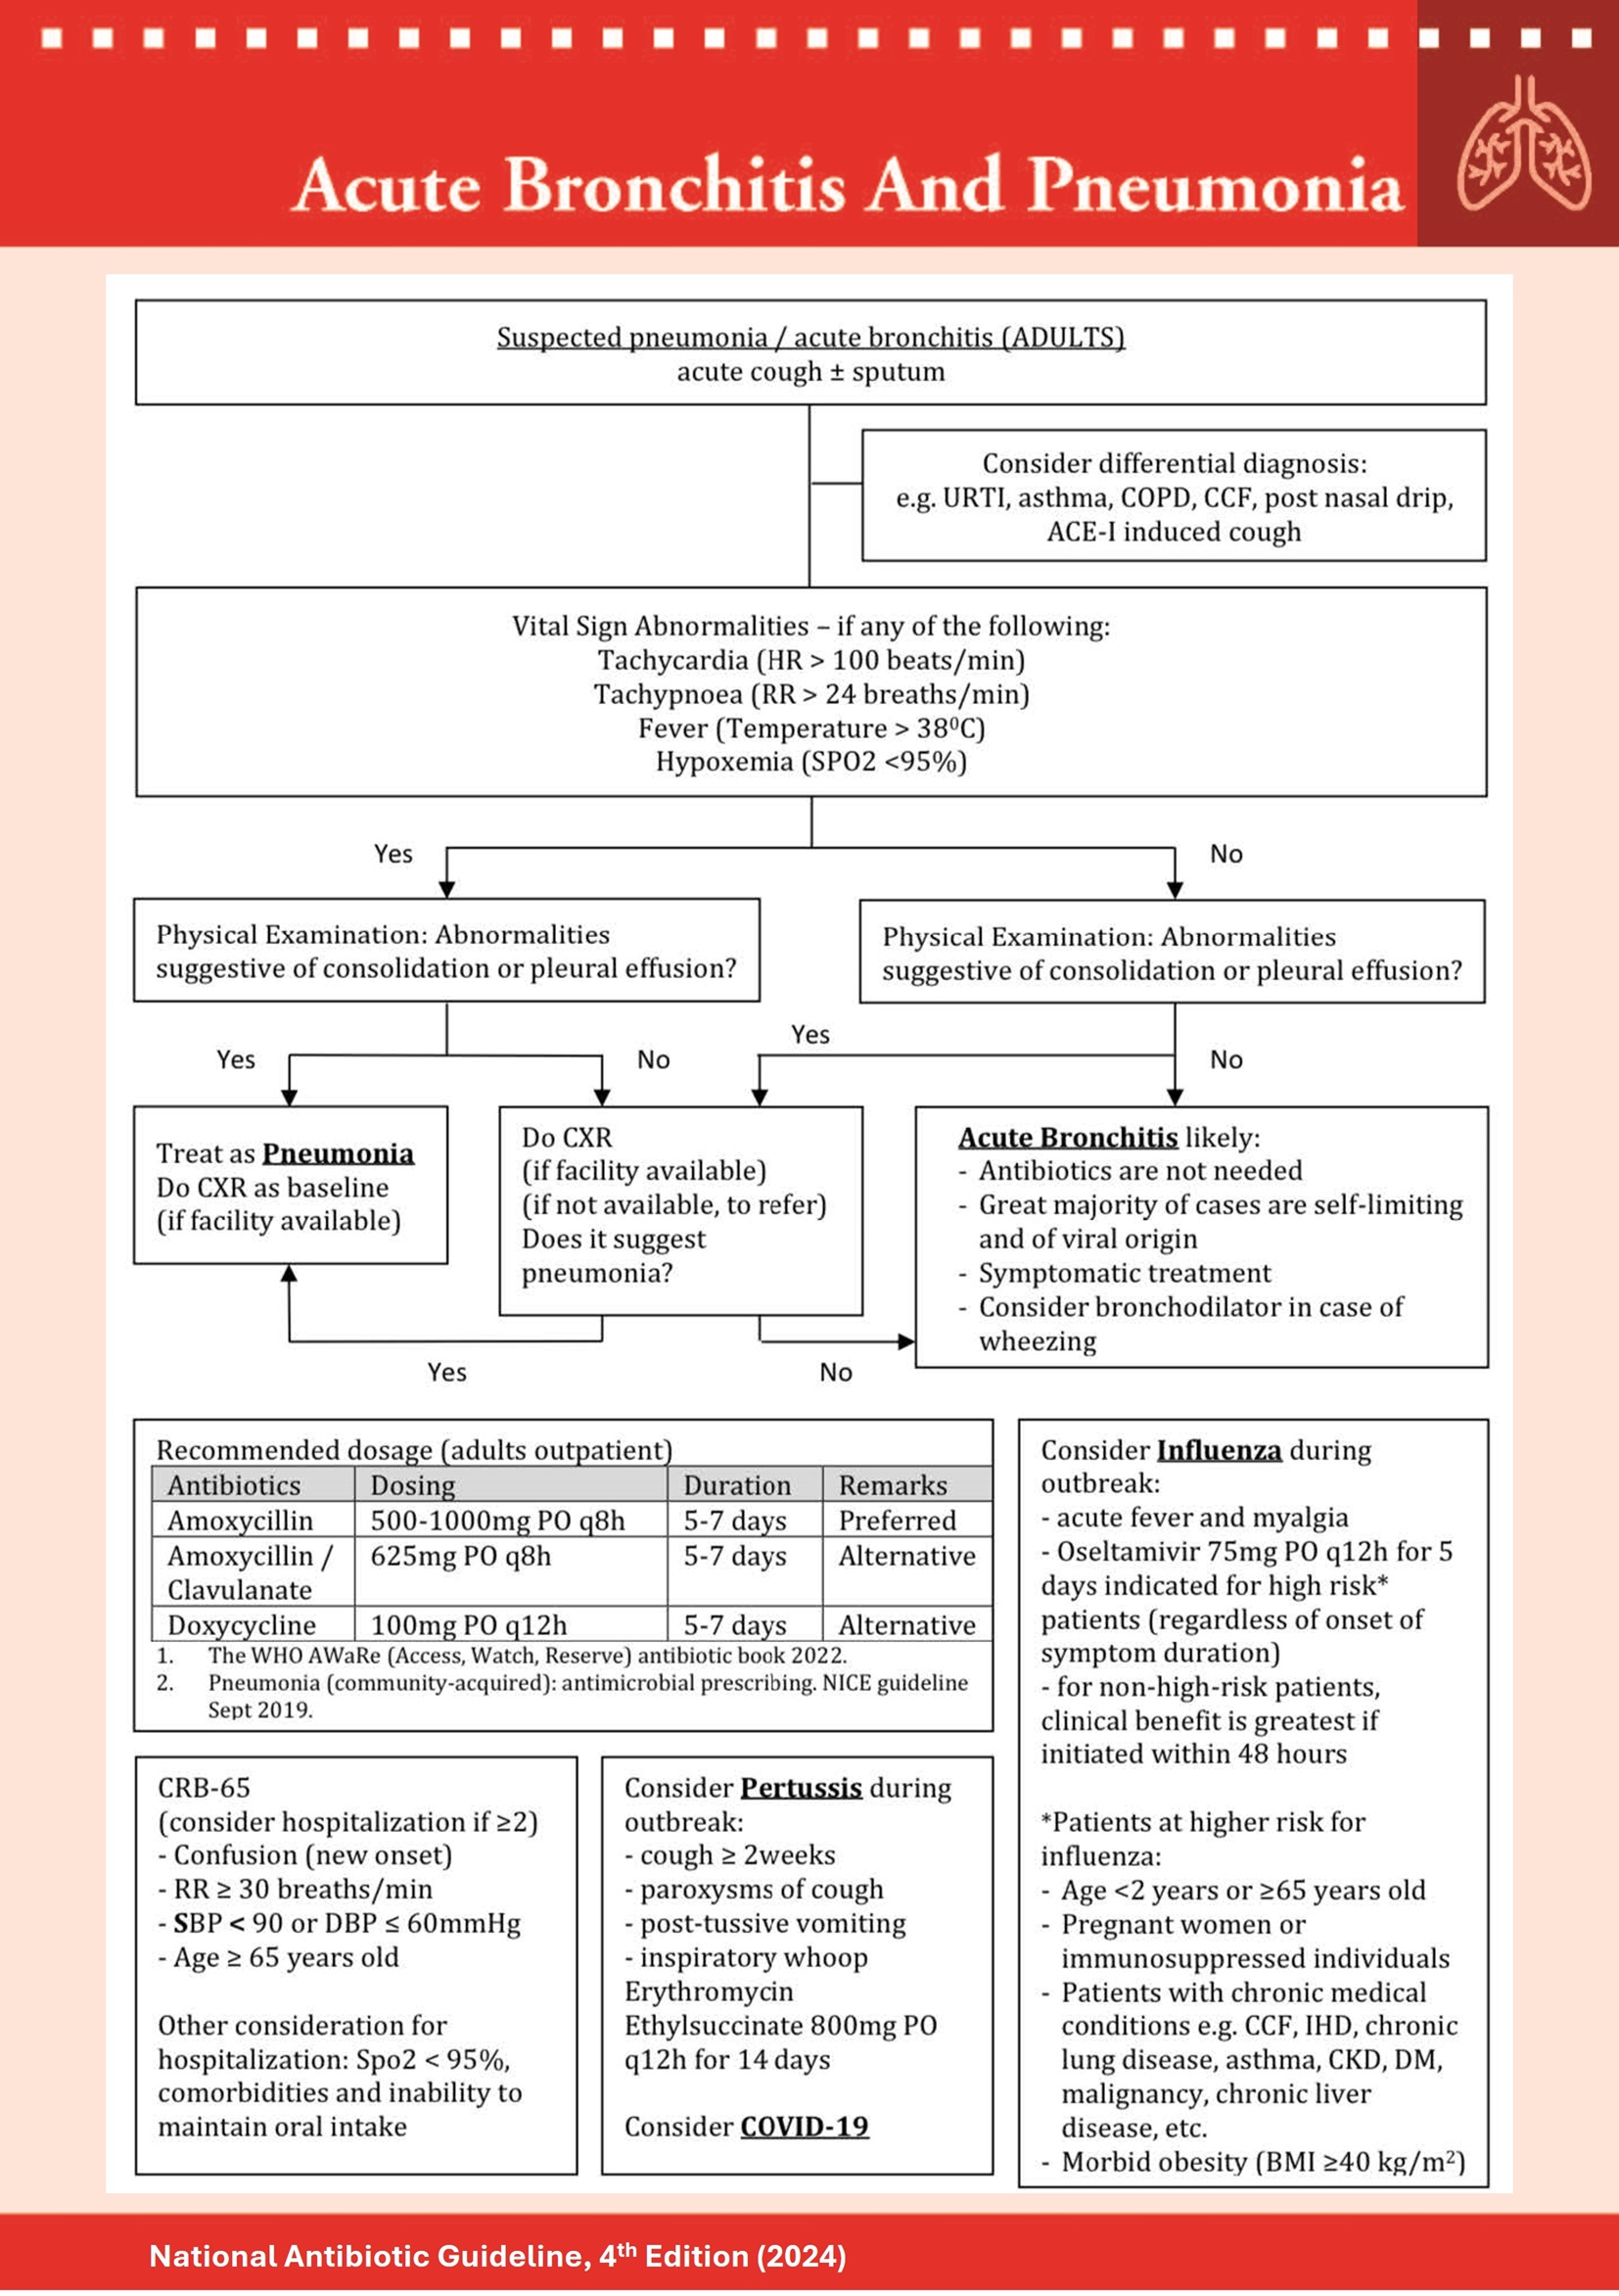 Acute Bronchitis And Pneumonia
Suspected pneumonia / acute bronchitis (ADULTS)
acute cough ± sputum
Consider differential diagnosis:
e.g. URTI, asthma, COPD, CCF, post nasal drip,
ACE-I induced cough
Vital Sign Abnormalities – if any of the following:
Tachycardia (HR > 100 beats/min)
Tachypnoea (RR > 24 breaths/min)
Fever (Temperature > 38⁰C)
Hypoxemia (SPO2 <95%)
Yes
No
Physical Examination: Abnormalities
suggestive of consolidation or pleural effusion?
Physical Examination: Abnormalities
suggestive of consolidation or pleural effusion?
Yes
No
Yes
No
Treat as Pneumonia
Do CXR as baseline
(if facility available)
Do CXR
(if facility available)
(if not available, to refer)
Does it suggest
pneumonia?
Acute Bronchitis likely:
- Antibiotics are not needed
- Great majority of cases are self-limiting
and of viral origin
- Symptomatic treatment
- Consider bronchodilator in case of
wheezing
Yes
No
Recommended dosage (adults outpatient)
Antibiotics Dosing Duration Remarks
Amoxycillin 500-1000mg PO q8h 5-7 days Preferred
Amoxycillin / 625mg PO q8h 5-7 days Alternative
Clavulanate
Doxycycline 100mg PO q12h 5-7 days Alternative
1. The WHO AWaRe (Access, Watch, Reserve) antibiotic book 2022.
2. Pneumonia (community-acquired): antimicrobial prescribing. NICE guideline
Sept 2019.
CRB-65
(consider hospitalization if ≥2)
- Confusion (new onset)
- RR ≥ 30 breaths/min
- SBP < 90 or DBP ≤ 60mmHg
- Age ≥ 65 years old
Other consideration for
hospitalization: Spo2 < 95%,
comorbidities and inability to
maintain oral intake
Consider Pertussis during
outbreak:
- cough ≥ 2weeks
- paroxysms of cough
- post-tussive vomiting
- inspiratory whoop
Erythromycin
Ethylsuccinate 800mg PO
q12h for 14 days
Consider COVID-19
Consider Influenza during
outbreak:
- acute fever and myalgia
- Oseltamivir 75mg PO q12h for 5
days indicated for high risk*
patients (regardless of onset of
symptom duration)
- for non-high-risk patients,
clinical benefit is greatest if
initiated within 48 hours
*Patients at higher risk for
influenza:
- Age <2 years or ≥65 years old
- Pregnant women or
immunosuppressed individuals
- Patients with chronic medical
conditions e.g. CCF, IHD, chronic
lung disease, asthma, CKD, DM,
malignancy, chronic liver
disease, etc.
- Morbid obesity (BMI ≥40 kg/m²)
National Antibiotic Guideline, 4th Edition (2024)